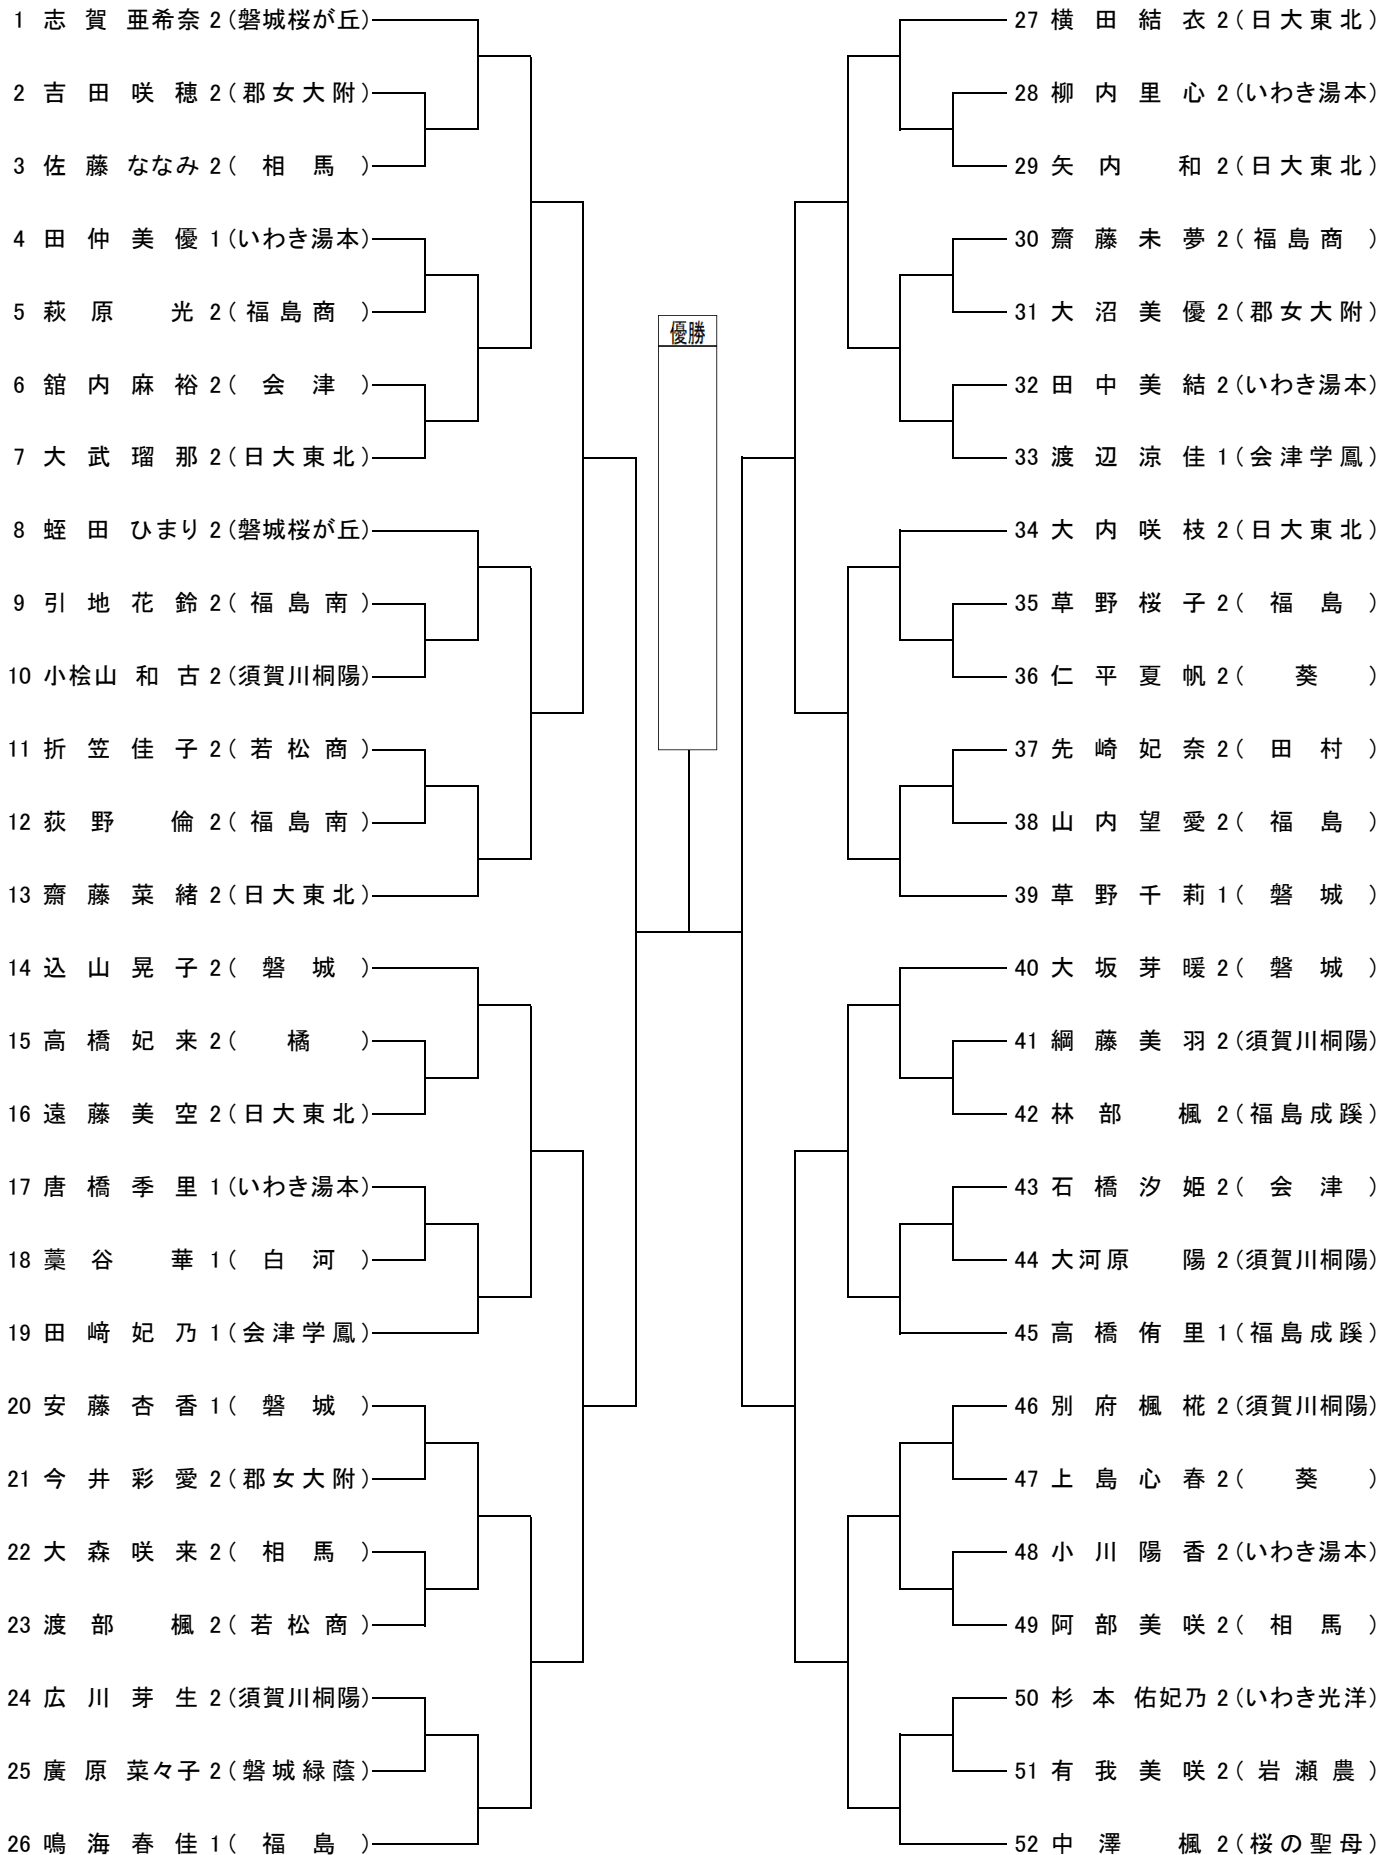 1 志賀 亜希奈 2 (磐城桜が丘)
2 吉田 咲穂 2 (郡女大附)
3 佐藤 ななみ 2 (相馬)
4 田仲 美優 1 (いわき湯本)
5 萩原 光 2 (福島商)
6 舘内 麻裕 2 (会津)
7 大武 瑠那 2 (日大東北)
8 蛭田 ひまり 2 (磐城桜が丘)
9 引地 花鈴 2 (福島南)
10 小桧山 和古 2 (須賀川桐陽)
11 折笠 佳子 2 (若松商)
12 荻野 倫 2 (福島南)
13 齋藤 菜緒 2 (日大東北)
14 込山 晃子 2 (磐城)
15 高橋 妃来 2 (橘)
16 遠藤 美空 2 (日大東北)
17 唐橋 季里 1 (いわき湯本)
18 藁谷 華 1 (白河)
19 田﨑 妃乃 1 (会津学鳳)
20 安藤 杏香 1 (磐城)
21 今井 彩愛 2 (郡女大附)
22 大森 咲来 2 (相馬)
23 渡部 楓 2 (若松商)
24 広川 芽生 2 (須賀川桐陽)
25 廣原 菜々子 2 (磐城緑蔭)
26 鳴海 春佳 1 (福島)
優勝
27 横田 結衣 2 (日大東北)
28 柳内 里心 2 (いわき湯本)
29 矢内 和 2 (日大東北)
30 齋藤 未夢 2 (福島商)
31 大沼 美優 2 (郡女大附)
32 田中 美結 2 (いわき湯本)
33 渡辺 涼佳 1 (会津学鳳)
34 大内 咲枝 2 (日大東北)
35 草野 桜子 2 (福島)
36 仁平 夏帆 2 (葵)
37 先崎 妃奈 2 (田村)
38 山内 望愛 2 (福島)
39 草野 千莉 1 (磐城)
40 大坂 芽暖 2 (磐城)
41 綱藤 美羽 2 (須賀川桐陽)
42 林部 楓 2 (福島成蹊)
43 石橋 汐姫 2 (会津)
44 大河原 陽 2 (須賀川桐陽)
45 高橋 侑里 1 (福島成蹊)
46 別府 楓椛 2 (須賀川桐陽)
47 上島 心春 2 (葵)
48 小川 陽香 2 (いわき湯本)
49 阿部 美咲 2 (相馬)
50 杉本 佑妃乃 2 (いわき光洋)
51 有我 美咲 2 (岩瀬農)
52 中澤 楓 2 (桜の聖母)